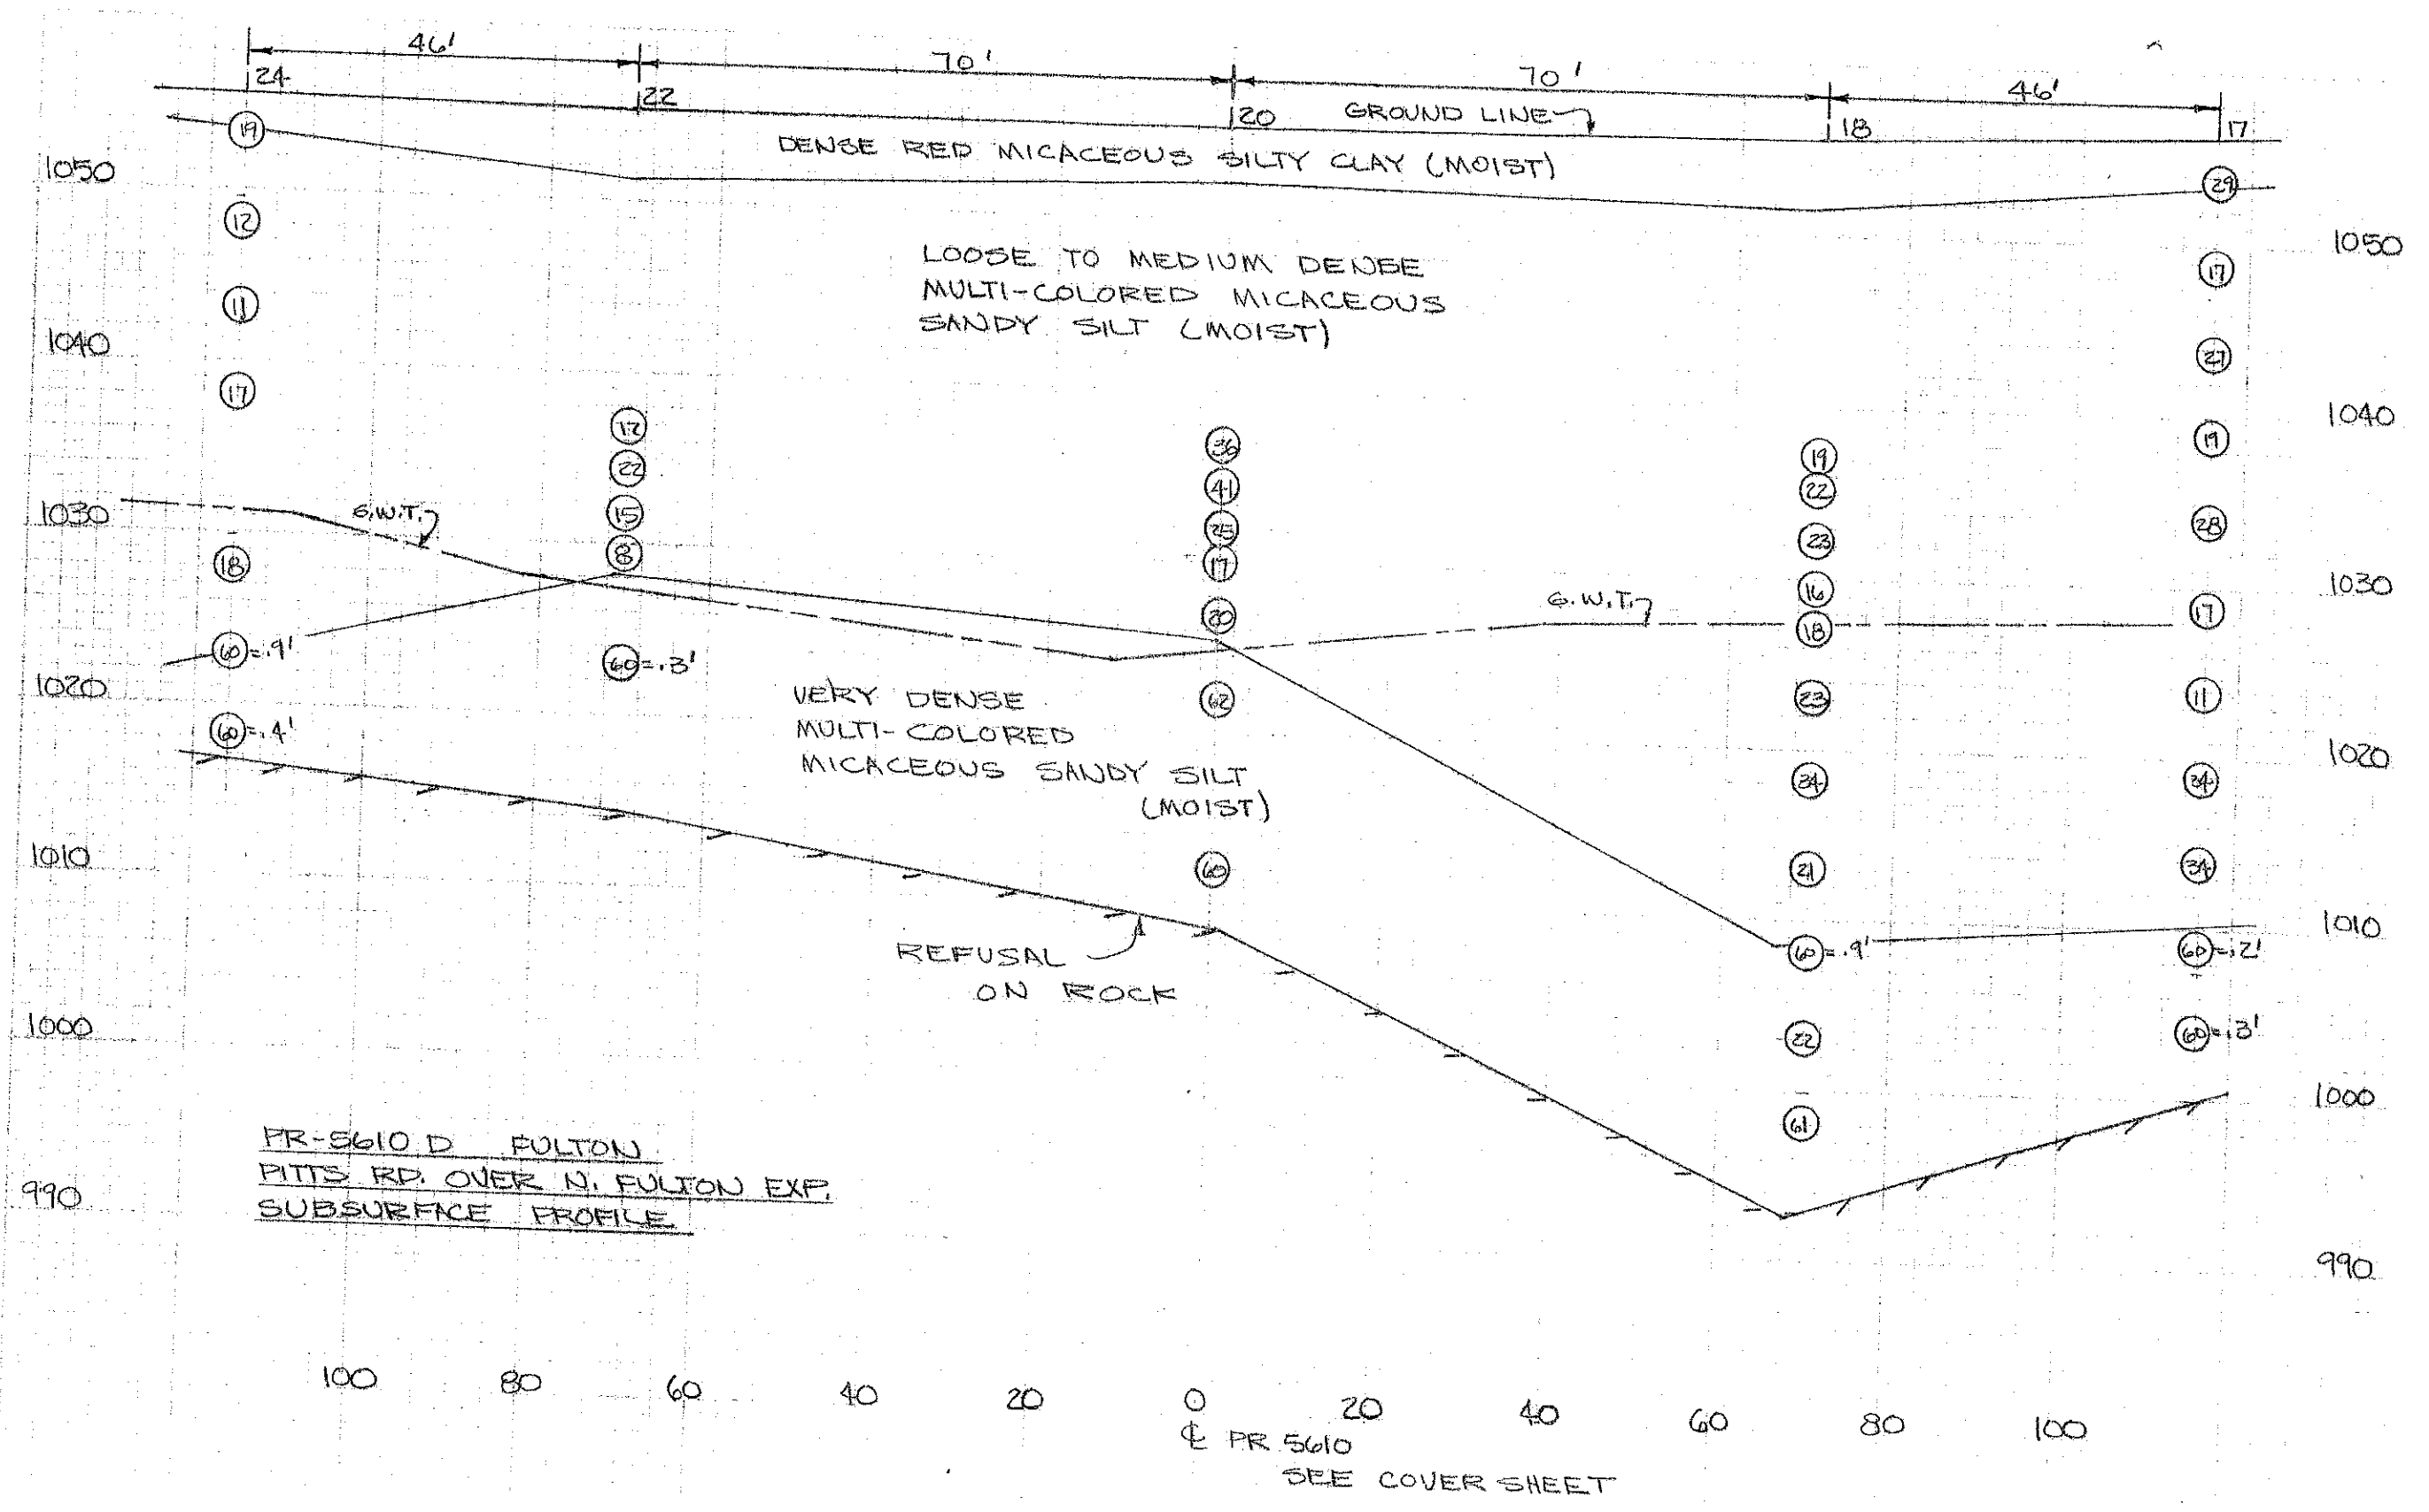 46' 70' 70' 46'
24 22 20 18 17
GROUND LINE
DENSE RED MICACEOUS SILTY CLAY (MOIST)
19 29
1050
12
1050
LOOSE TO MEDIUM DENSE
MULTI-COLORED MICACEOUS
SANDY SILT (MOIST)
17
11
1040
27
17
1040
12 36 19 19
22 41 22
1030
G.W.T.
15 25 23 28
8 17 16
18
1030
G.W.T.
20 18 17
60=.9'
60=.3'
1020
62 23 11
VERY DENSE
MULTI-COLORED
MICACEOUS SANDY SILT
(MOIST)
60=.4'
34 34
1020
1010
60 21 34
1010
REFUSAL
ON ROCK
60=.9'
60=.2'
1000
22
60=.3'
1000
61
PR-5610 D FULTON
PITTS RD. OVER N. FULTON EXP.
SUBSURFACE PROFILE
990
990
100 80 60 40 20 0 20 40 60 80 100
℄ PR 5610
SEE COVER SHEET